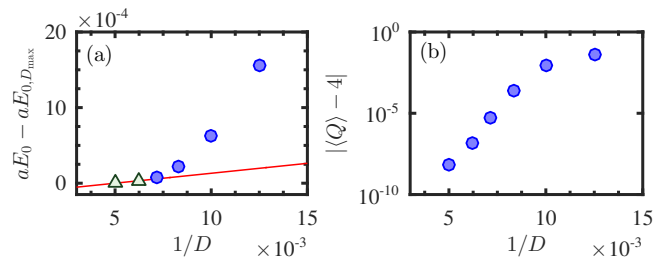 20 ×10⁻⁴
(a)
aE₀ − aE₀,D_max
10
0
5 10 15
1/D ×10⁻³
10⁰
(b)
|⟨Q⟩ − 4|
10⁻⁵
10⁻¹⁰
5 10 15
1/D ×10⁻³